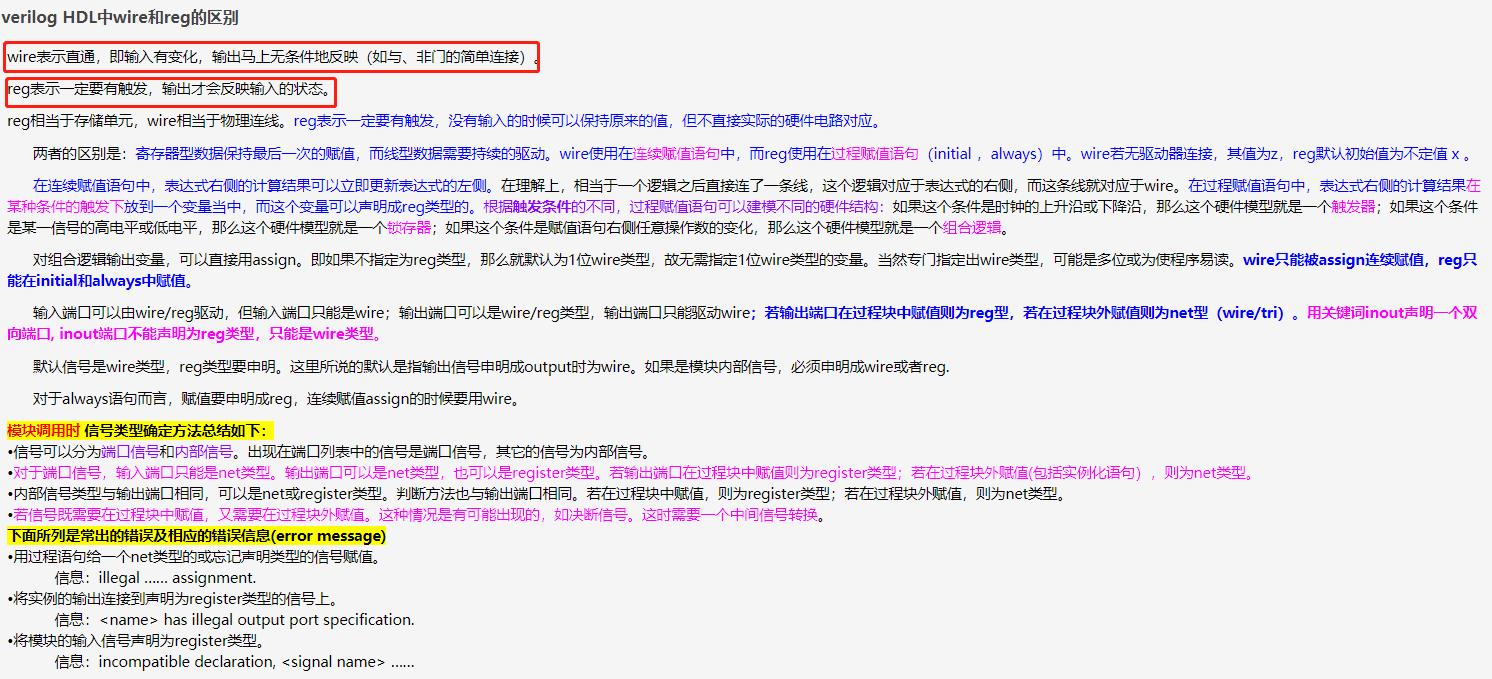 verilog HDL中wire和reg的区别
wire表示直通，即输入有变化，输出马上无条件地反映（如与、非门的简单连接）。
reg表示一定要有触发，输出才会反映输入的状态。
reg相当于存储单元，wire相当于物理连线。reg表示一定要有触发，没有输入的时候可以保持原来的值，但不直接实际的硬件电路对应。
两者的区别是：寄存器型数据保持最后一次的赋值，而线型数据需要持续的驱动。wire使用在连续赋值语句中，而reg使用在过程赋值语句（initial ，always）中。wire若无驱动器连接，其值为z，reg默认初始值为不定值 x 。
在连续赋值语句中，表达式右侧的计算结果可以立即更新表达式的左侧。在理解上，相当于一个逻辑之后直接连了一条线，这个逻辑对应于表达式的右侧，而这条线就对应于wire。在过程赋值语句中，表达式右侧的计算结果在
某种条件的触发下放到一个变量当中，而这个变量可以声明成reg类型的。根据触发条件的不同，过程赋值语句可以建模不同的硬件结构：如果这个条件是时钟的上升沿或下降沿，那么这个硬件模型就是一个触发器；如果这个条件
是某一信号的高电平或低电平，那么这个硬件模型就是一个锁存器；如果这个条件是赋值语句右侧任意操作数的变化，那么这个硬件模型就是一个组合逻辑。
对组合逻辑输出变量，可以直接用assign。即如果不指定为reg类型，那么就默认为1位wire类型，故无需指定1位wire类型的变量。当然专门指定出wire类型，可能是多位或为使程序易读。wire只能被assign连续赋值，reg只
能在initial和always中赋值。
输入端口可以由wire/reg驱动，但输入端口只能是wire；输出端口可以是wire/reg类型，输出端口只能驱动wire；若输出端口在过程块中赋值则为reg型，若在过程块外赋值则为net型（wire/tri）。用关键词inout声明一个双
向端口, inout端口不能声明为reg类型，只能是wire类型。
默认信号是wire类型，reg类型要申明。这里所说的默认是指输出信号申明成output时为wire。如果是模块内部信号，必须申明成wire或者reg.
对于always语句而言，赋值要申明成reg，连续赋值assign的时候要用wire。
模块调用时 信号类型确定方法总结如下：
•信号可以分为端口信号和内部信号。出现在端口列表中的信号是端口信号，其它的信号为内部信号。
•对于端口信号，输入端口只能是net类型。输出端口可以是net类型，也可以是register类型。若输出端口在过程块中赋值则为register类型；若在过程块外赋值(包括实例化语句），则为net类型。
•内部信号类型与输出端口相同，可以是net或register类型。判断方法也与输出端口相同。若在过程块中赋值，则为register类型；若在过程块外赋值，则为net类型。
•若信号既需要在过程块中赋值，又需要在过程块外赋值。这种情况是有可能出现的，如决断信号。这时需要一个中间信号转换。
下面所列是常出的错误及相应的错误信息(error message)
•用过程语句给一个net类型的或忘记声明类型的信号赋值。
信息：illegal …… assignment.
•将实例的输出连接到声明为register类型的信号上。
信息：<name> has illegal output port specification.
•将模块的输入信号声明为register类型。
信息：incompatible declaration, <signal name> ……